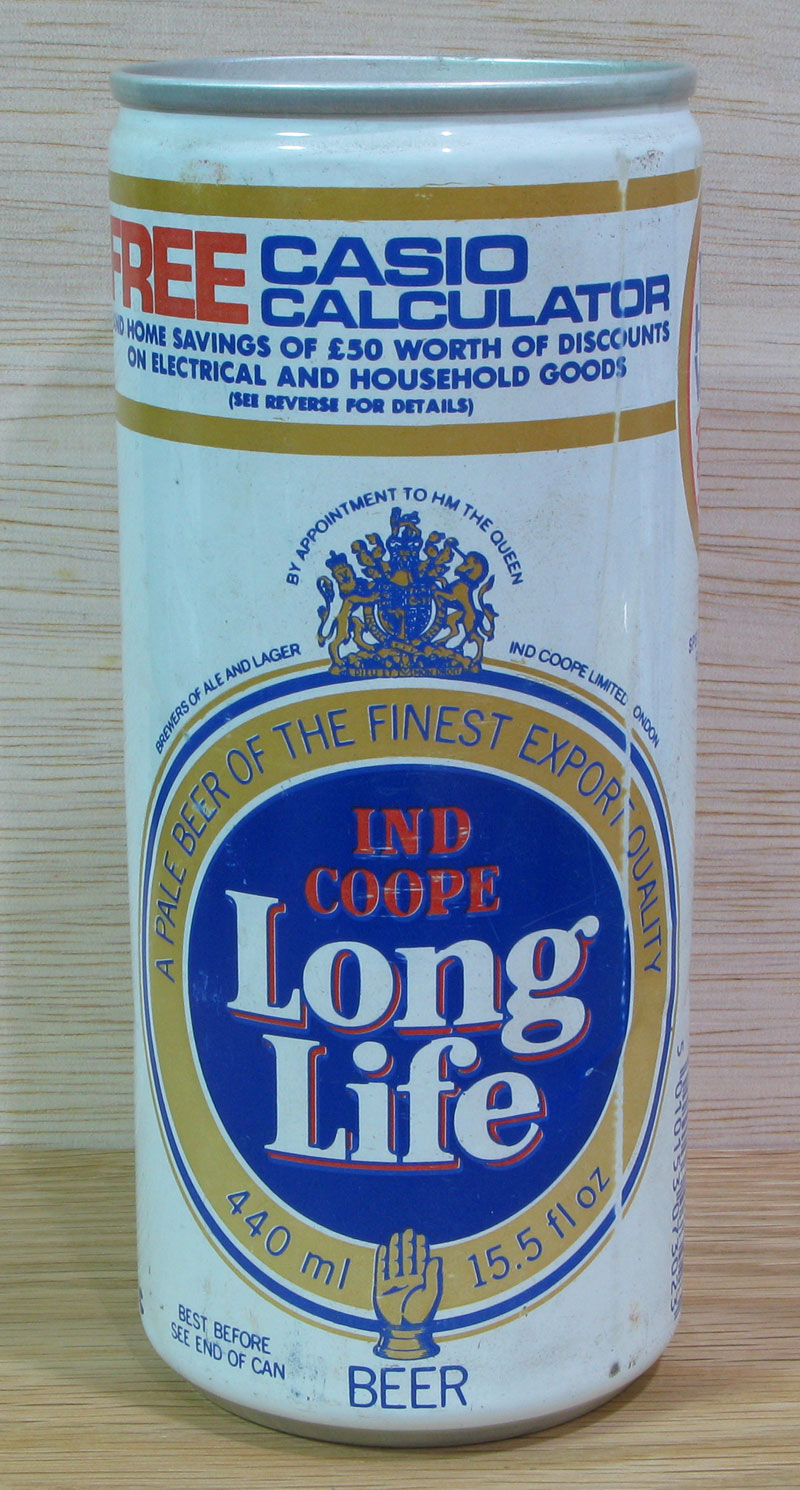 FREE CASIO
CALCULATOR
HOME SAVINGS OF £50 WORTH OF DISCOUNTS
ON ELECTRICAL AND HOUSEHOLD GOODS
(SEE REVERSE FOR DETAILS)
BY APPOINTMENT TO HM THE QUEEN
BREWERS OF ALE AND LAGER
IND COOPE LIMITED ONDON
A PALE BEER OF THE FINEST EXPORT QUALITY
IND
COOPE
Long
Life
440 ml 15.5 fl oz
BEST BEFORE
SEE END OF CAN
BEER